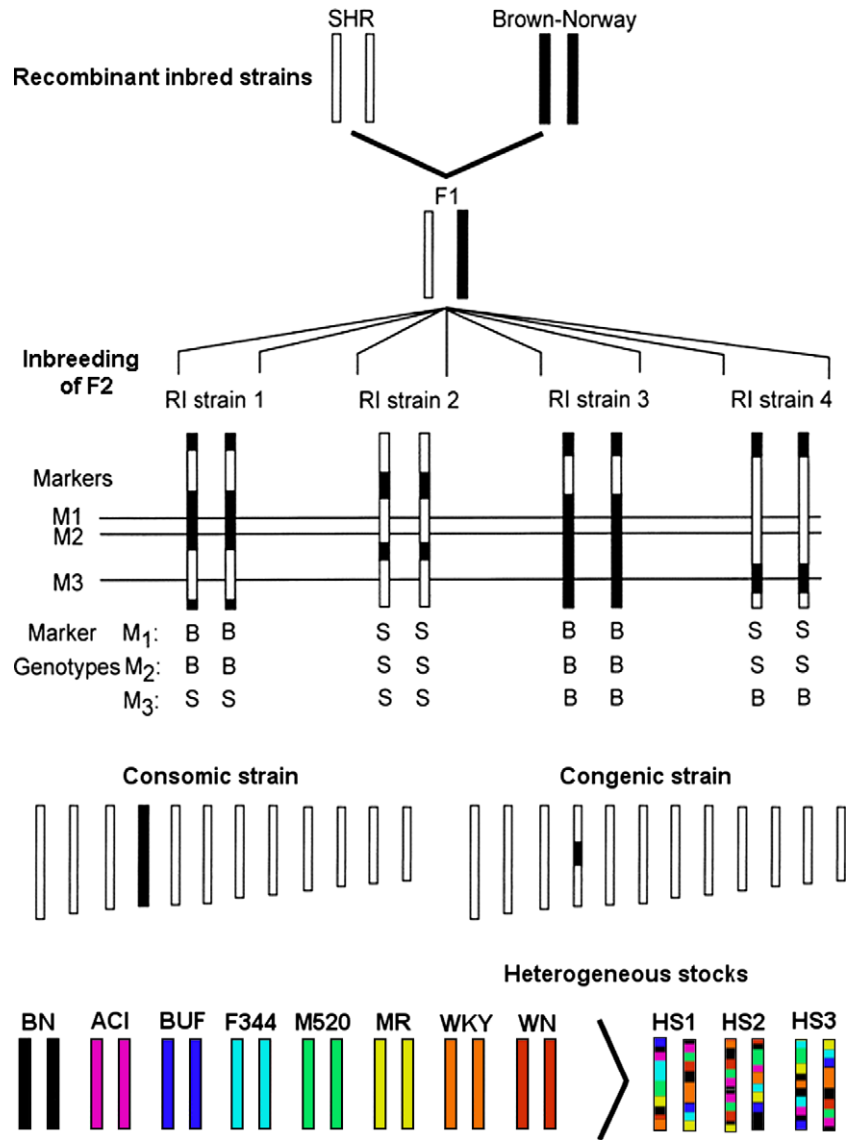 SHR Brown-Norway
Recombinant inbred strains
F1
Inbreeding
of F2
RI strain 1 RI strain 2 RI strain 3 RI strain 4
Markers
M1
M2
M3
Marker M1: B B S S B B S S
Genotypes M2: B B S S B B S S
M3: S S S S B B B B
Consomic strain Congenic strain
Heterogeneous stocks
BN ACI BUF F344 M520 MR WKY WN HS1 HS2 HS3